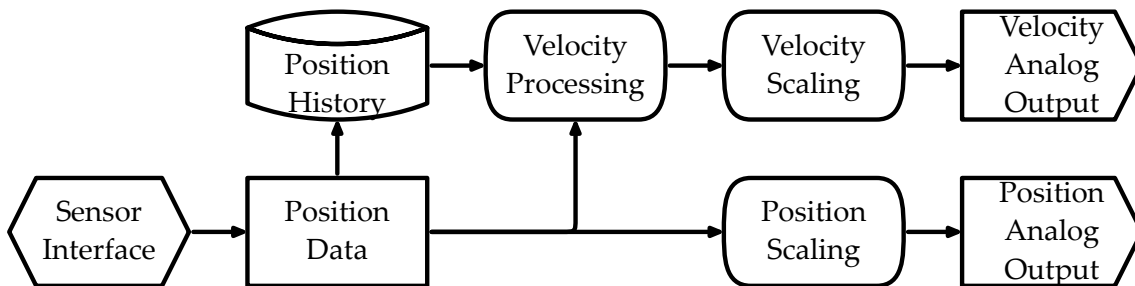 Position
History
Velocity
Processing
Velocity
Scaling
Velocity
Analog
Output
Sensor
Interface
Position
Data
Position
Scaling
Position
Analog
Output